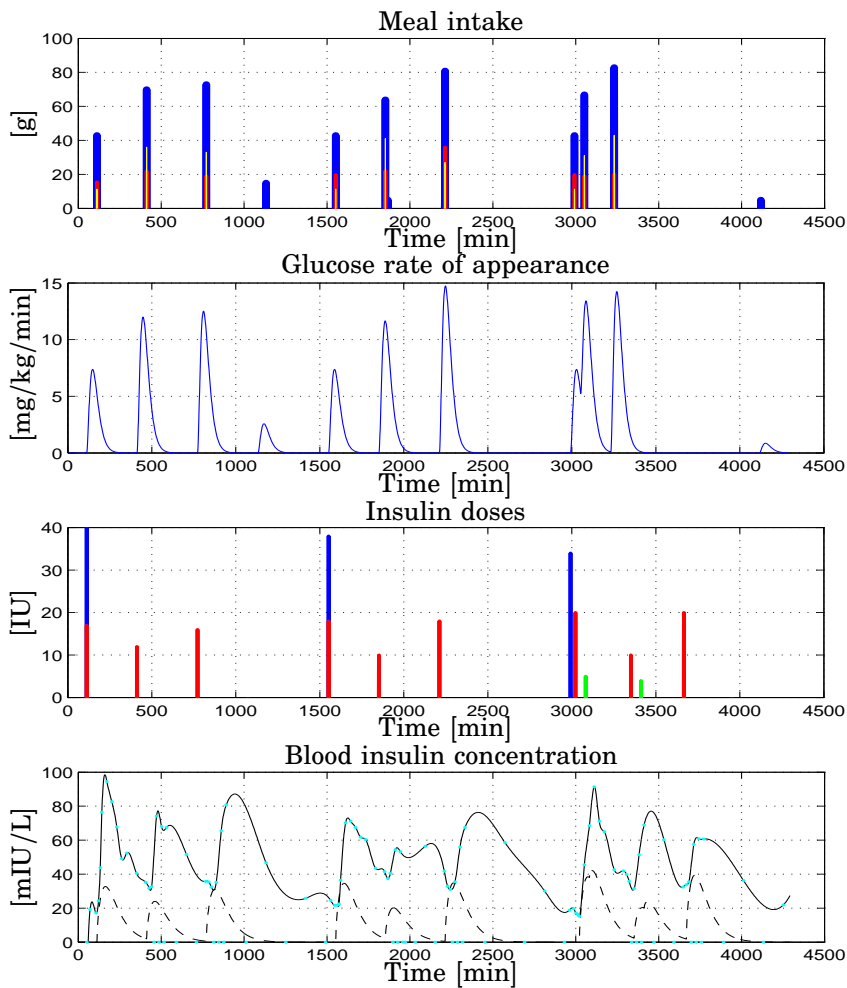 Meal intake
100
80
60
40
20
0
[g]
0 500 1000 1500 2000 2500 3000 3500 4000 4500
Time [min]
Glucose rate of appearance
15
10
5
0
[mg/kg/min]
0 500 1000 1500 2000 2500 3000 3500 4000 4500
Time [min]
Insulin doses
40
30
20
10
0
[IU]
0 500 1000 1500 2000 2500 3000 3500 4000 4500
Time [min]
Blood insulin concentration
100
80
60
40
20
0
[mIU/L]
0 500 1000 1500 2000 2500 3000 3500 4000 4500
Time [min]